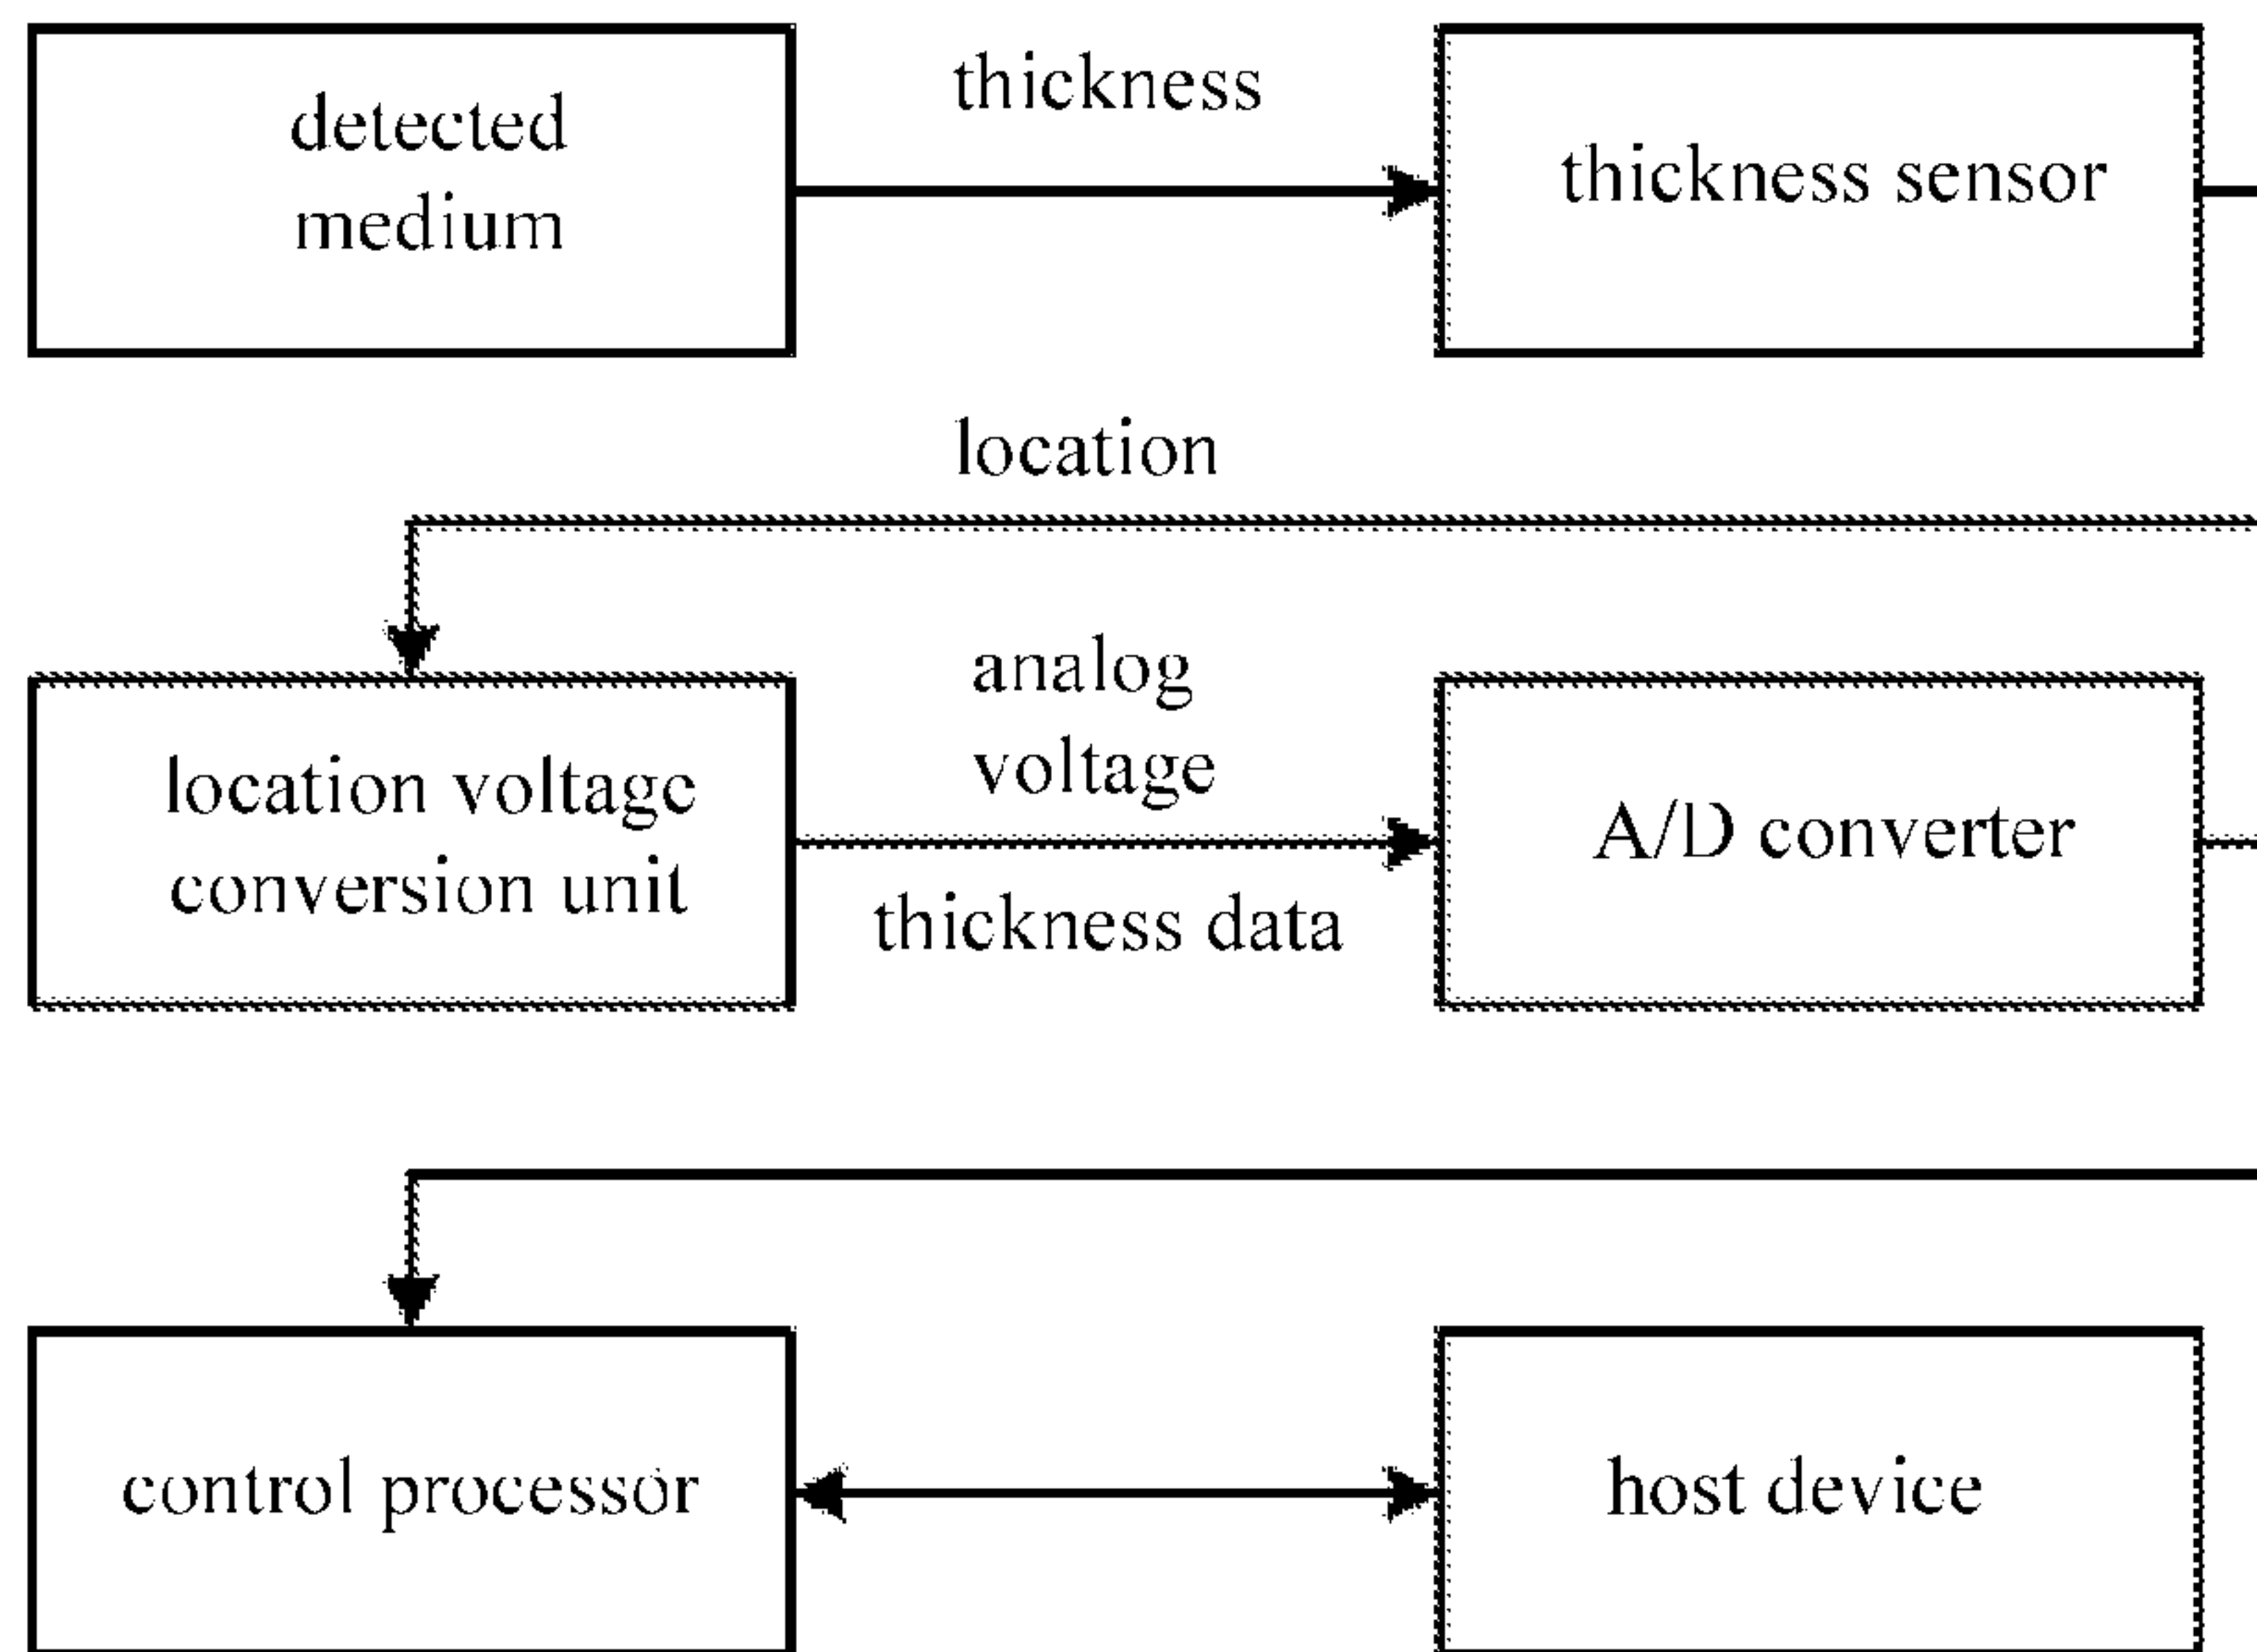 detected
medium
thickness
thickness sensor
location
location voltage
conversion unit
analog
voltage
thickness data
A/D converter
control processor
host device